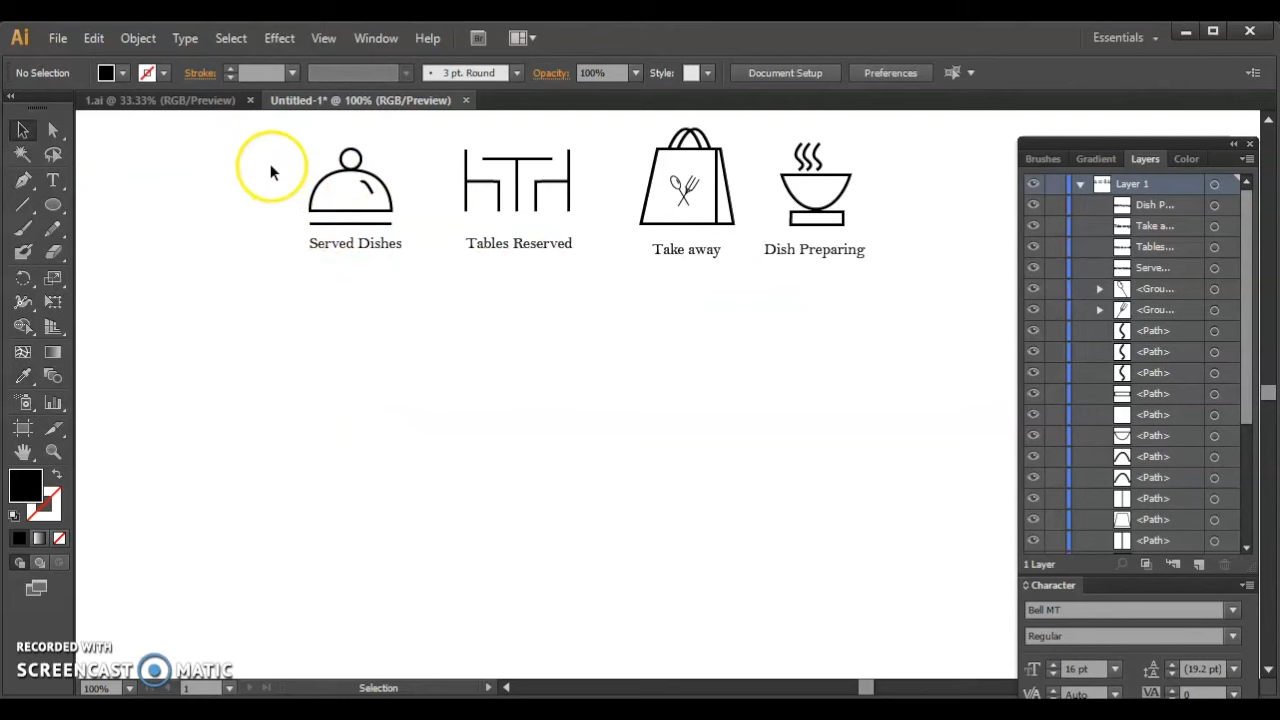 Ai File Edit Object Type Select Effect View Window Help Br Essentials
No Selection Stroke: 3 pt. Round Opacity: 100% Style: Document Setup Preferences
1.ai @ 33.33% (RGB/Preview) Untitled-1* @ 100% (RGB/Preview)
Served Dishes
Tables Reserved
Take away
Dish Preparing
Brushes Gradient Layers Color
Layer 1
Dish P...
Take a...
Tables...
Serve...
<Grou...
<Grou...
<Path>
<Path>
<Path>
<Path>
<Path>
<Path>
<Path>
<Path>
<Path>
<Path>
<Path>
1 Layer
Character
Bell MT
Regular
16 pt (19.2 pt)
Auto 0
RECORDED WITH
SCREENCAST MATIC
100% 1 Selection